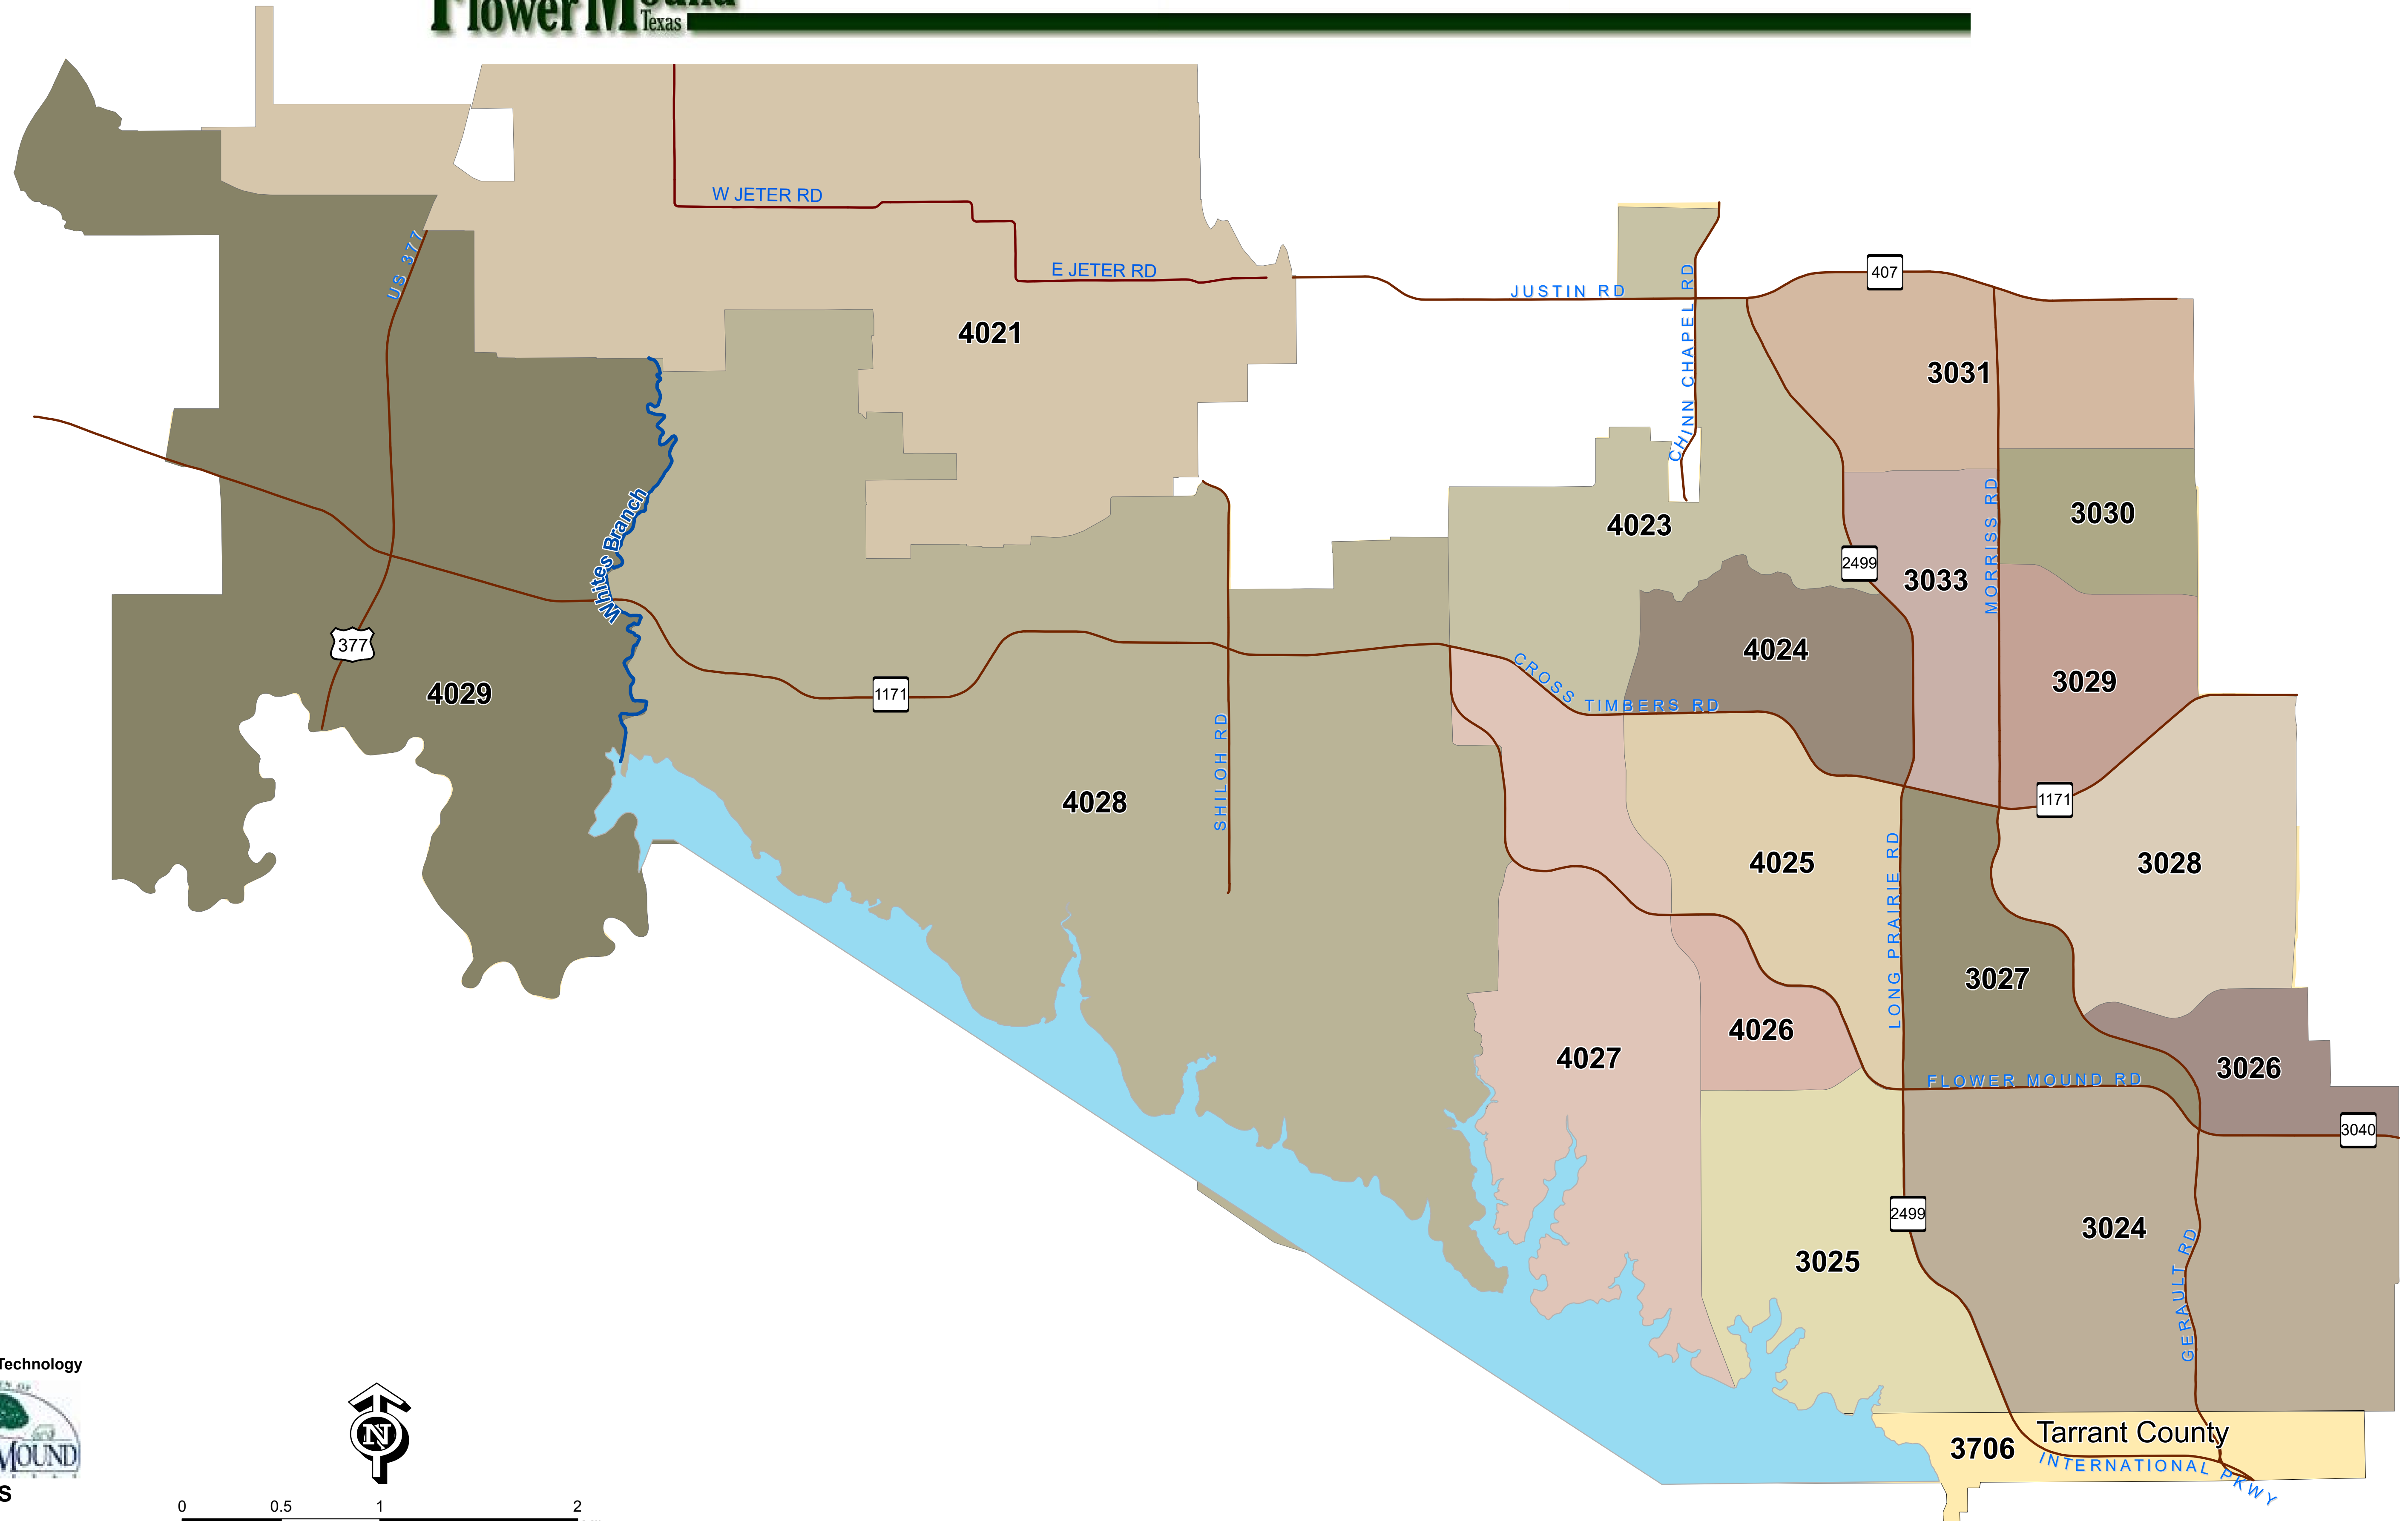 Flower Mound
Texas
W JETER RD
E JETER RD
US 377
4021
JUSTIN RD
407
CHINN CHAPEL RD
3031
Whites Branch
4023
MORRISS RD
3030
2499
3033
377
4029
1171
4024
CROSS TIMBERS RD
3029
SHILOH RD
4028
1171
LONG PRAIRIE RD
4025
3028
3027
4026
4027
3026
FLOWER MOUND RD
3040
2499
3024
3025
GERAULT RD
Technology
MOUND
S
N
0 0.5 1 2
3706
Tarrant County
INTERNATIONAL PKWY